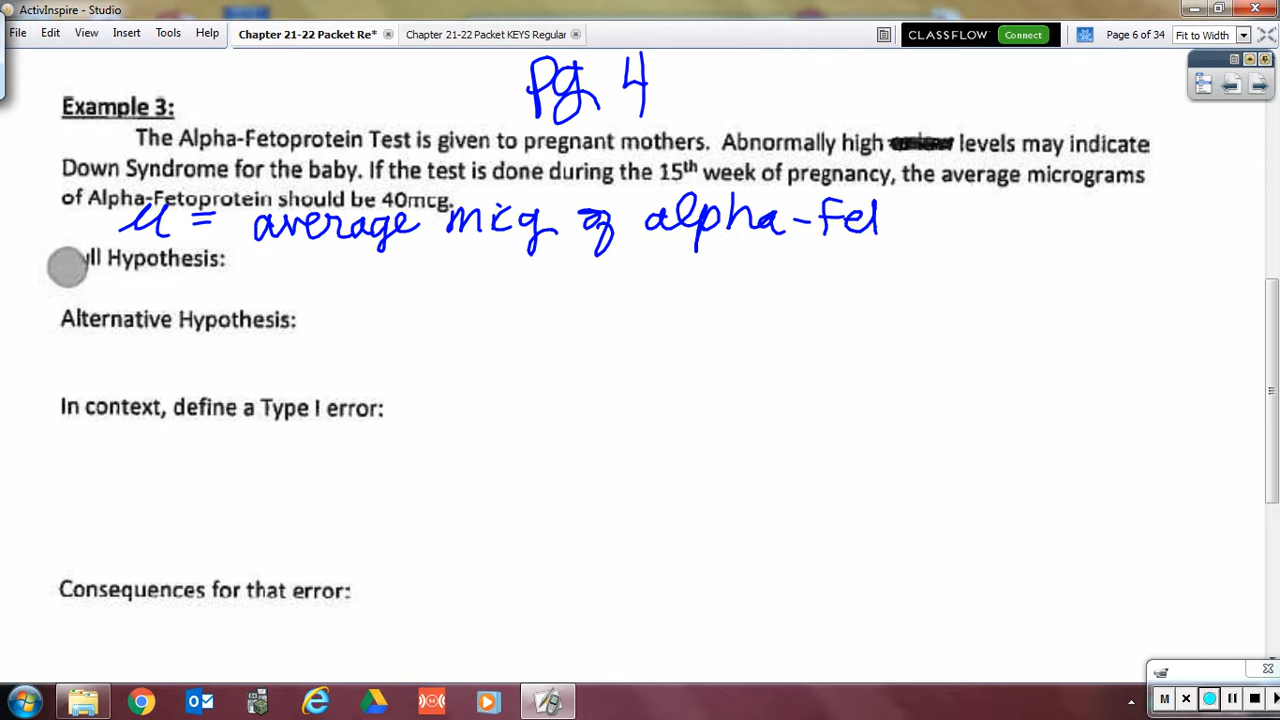 ActivInspire - Studio
File Edit View Insert Tools Help Chapter 21-22 Packet Re* Chapter 21-22 Packet KEYS Regular CLASSFLOW Connect Page 6 of 34 Fit to Width
Pg 4
Example 3:
The Alpha-Fetoprotein Test is given to pregnant mothers. Abnormally high levels may indicate
Down Syndrome for the baby. If the test is done during the 15th week of pregnancy, the average micrograms
of Alpha-Fetoprotein should be 40mcg.
μ = average mcg of alpha-Fet
ll Hypothesis:
Alternative Hypothesis:
In context, define a Type I error:
Consequences for that error:
M